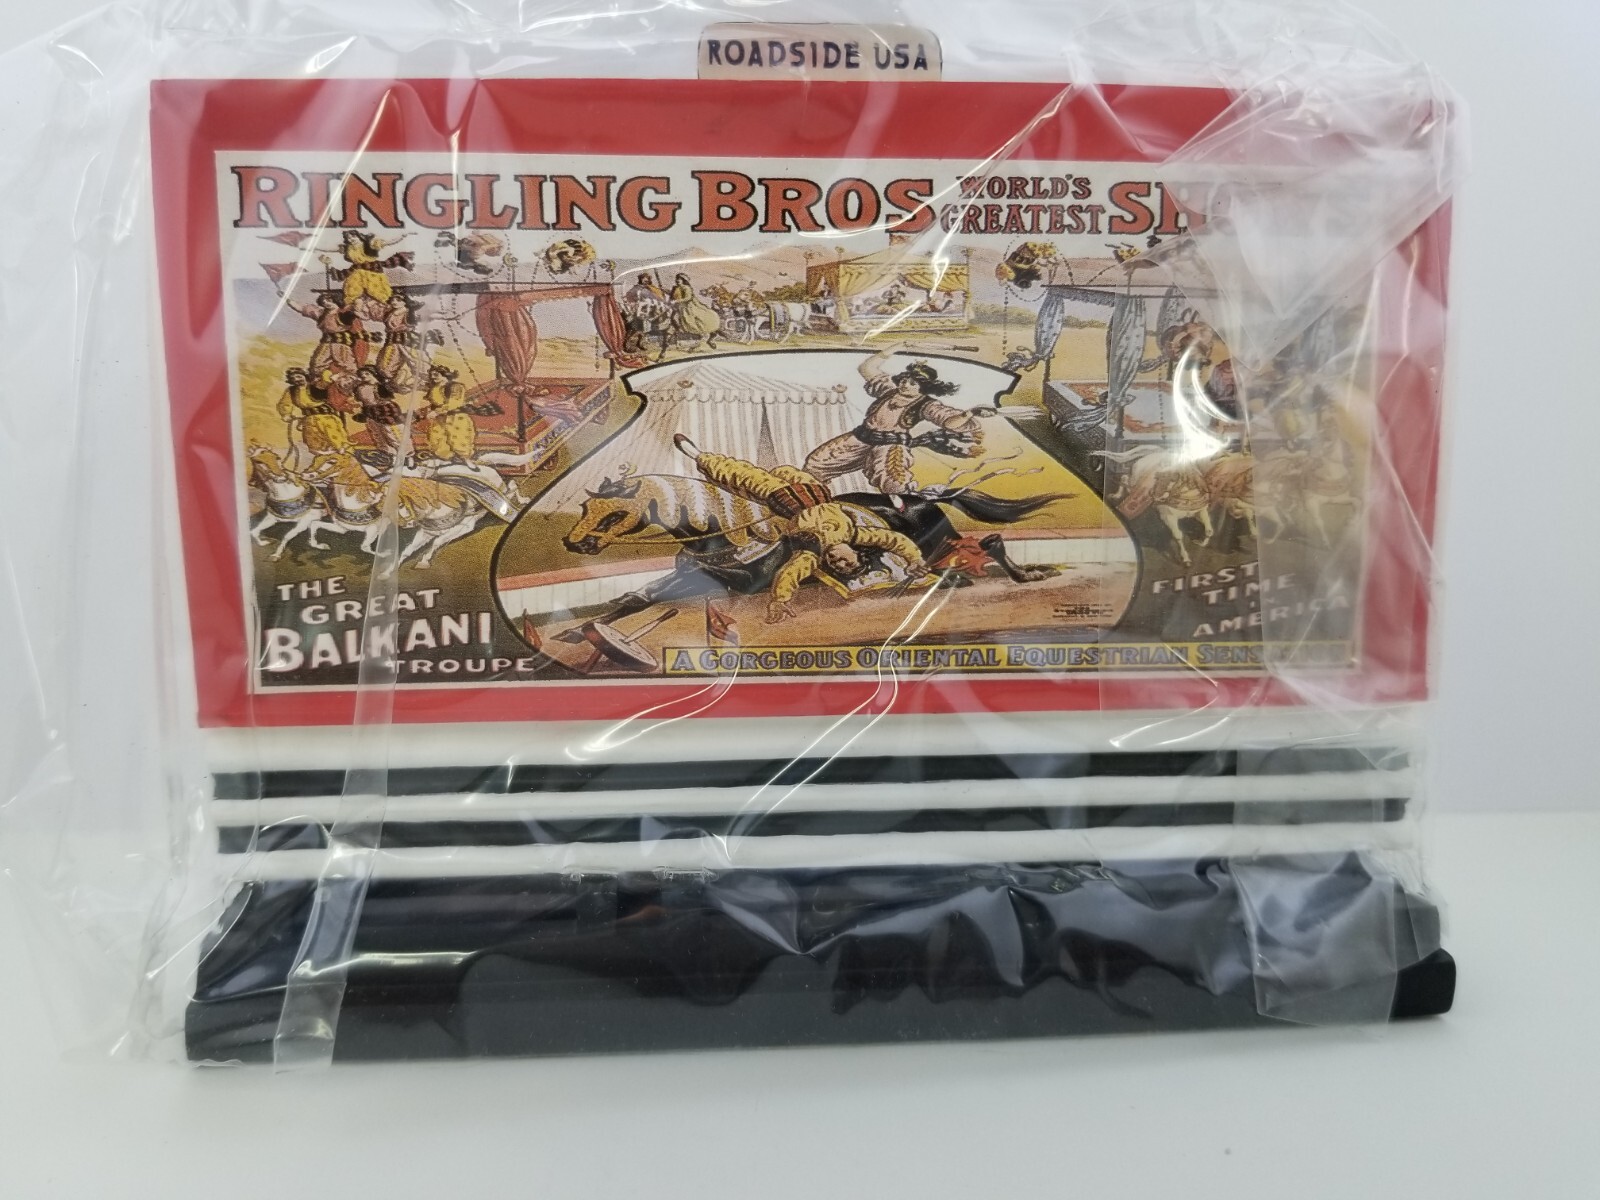 ROADSIDE USA
RINGLING BROS WORLD'S GREATEST
THE
GREAT
BALKANI
TROUPE
FIRST
TIME
AMERICA
A GORGEOUS ORIENTAL EQUESTRIAN